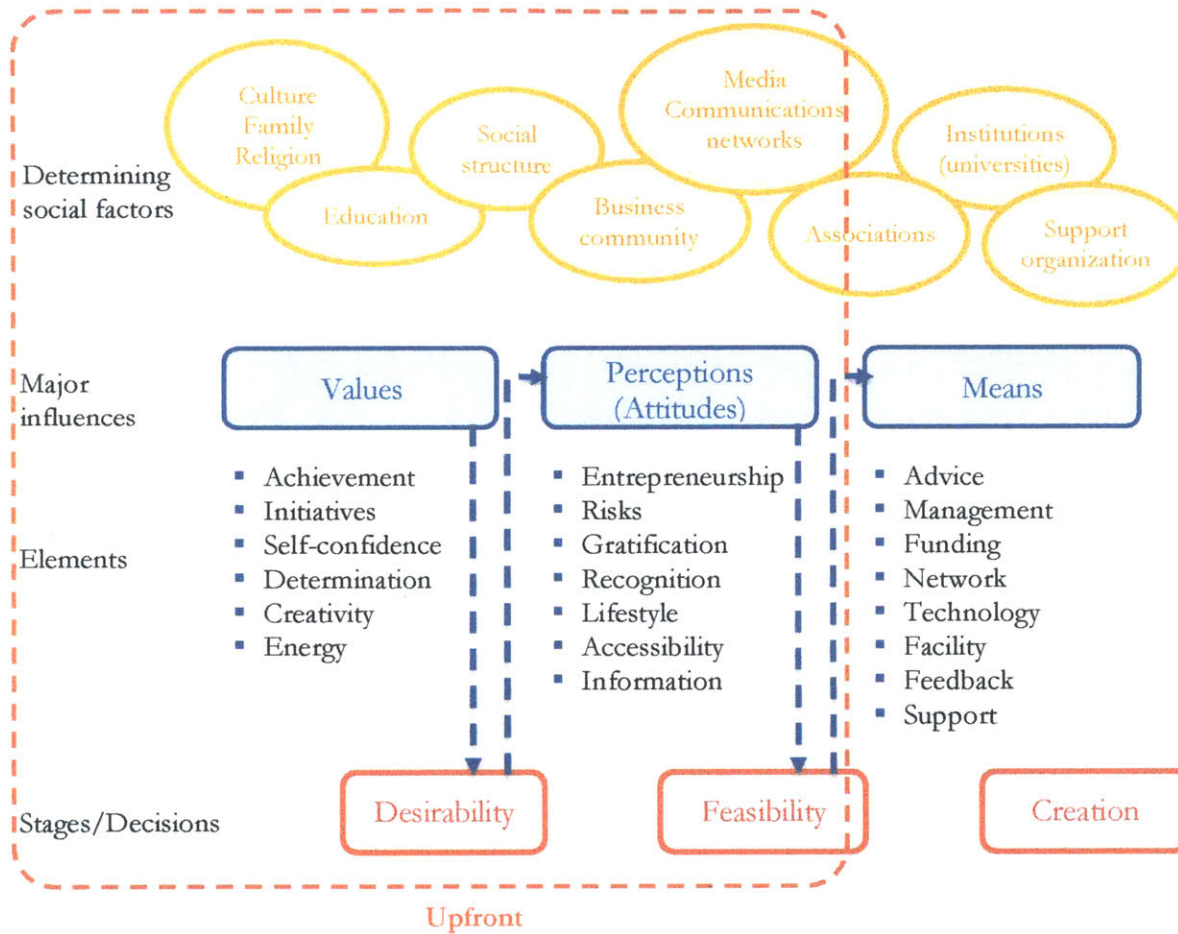 Culture
Family
Religion
Social
structure
Media
Communications
networks
Institutions
(universities)
Determining
social factors
Education
Business
community
Associations
Support
organization
Major
influences
Values
Perceptions
(Attitudes)
Means
Elements
▪ Achievement
▪ Initiatives
▪ Self-confidence
▪ Determination
▪ Creativity
▪ Energy
▪ Entrepreneurship
▪ Risks
▪ Gratification
▪ Recognition
▪ Lifestyle
▪ Accessibility
▪ Information
▪ Advice
▪ Management
▪ Funding
▪ Network
▪ Technology
▪ Facility
▪ Feedback
▪ Support
Stages/Decisions
Desirability
Feasibility
Creation
Upfront